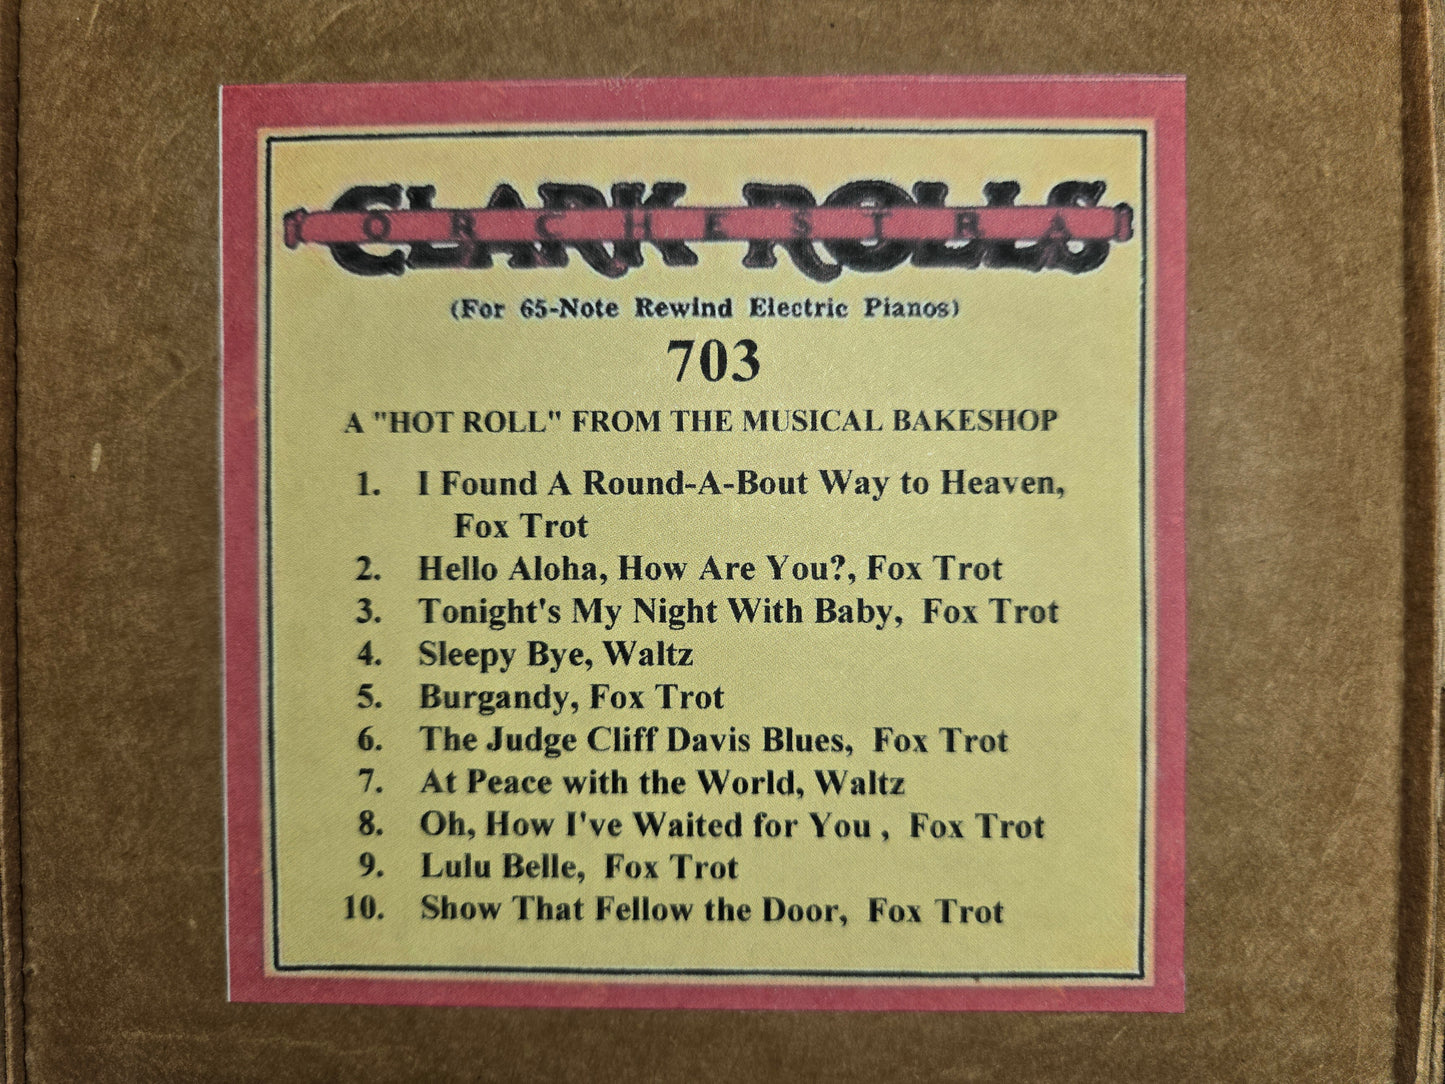 CLARK ROLLS
ORCHESTRA
(For 65-Note Rewind Electric Pianos)
703
A "HOT ROLL" FROM THE MUSICAL BAKESHOP
1. I Found A Round-A-Bout Way to Heaven,
Fox Trot
2. Hello Aloha, How Are You?, Fox Trot
3. Tonight's My Night With Baby, Fox Trot
4. Sleepy Bye, Waltz
5. Burgandy, Fox Trot
6. The Judge Cliff Davis Blues, Fox Trot
7. At Peace with the World, Waltz
8. Oh, How I've Waited for You , Fox Trot
9. Lulu Belle, Fox Trot
10. Show That Fellow the Door, Fox Trot